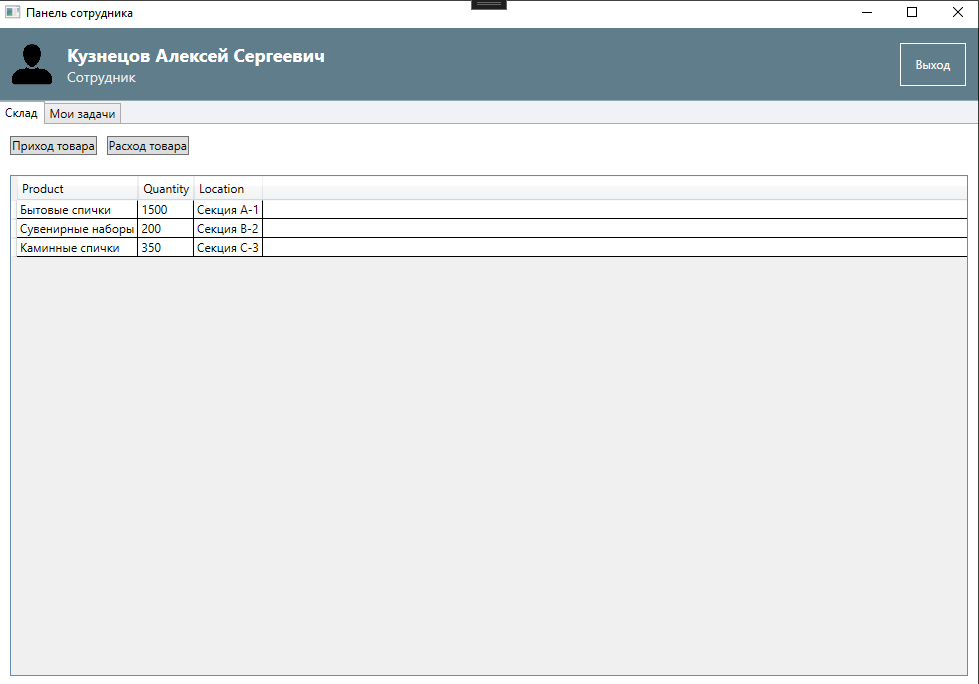 Панель сотрудника
Кузнецов Алексей Сергеевич
Сотрудник
Выход
Склад Мои задачи
Приход товара Расход товара
Product Quantity Location
Бытовые спички 1500 Секция A-1
Сувенирные наборы 200 Секция B-2
Каминные спички 350 Секция C-3